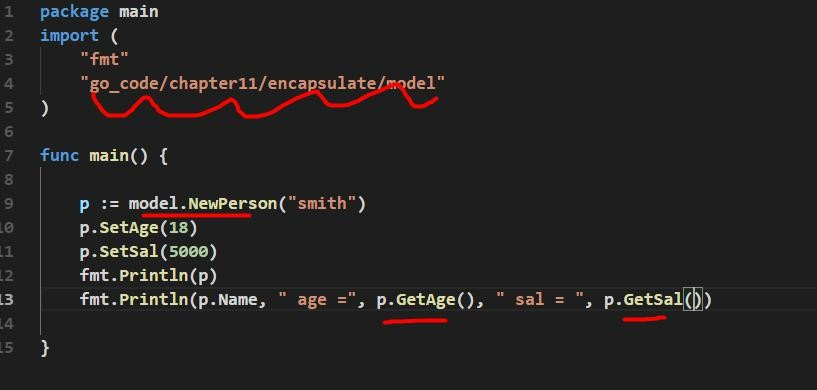 1 package main
2 import (
3 "fmt"
4 "go_code/chapter11/encapsulate/model"
5 )
6
7 func main() {
8
9 p := model.NewPerson("smith")
10 p.SetAge(18)
11 p.SetSal(5000)
12 fmt.Println(p)
13 fmt.Println(p.Name, " age =", p.GetAge(), " sal = ", p.GetSal())
14
15 }